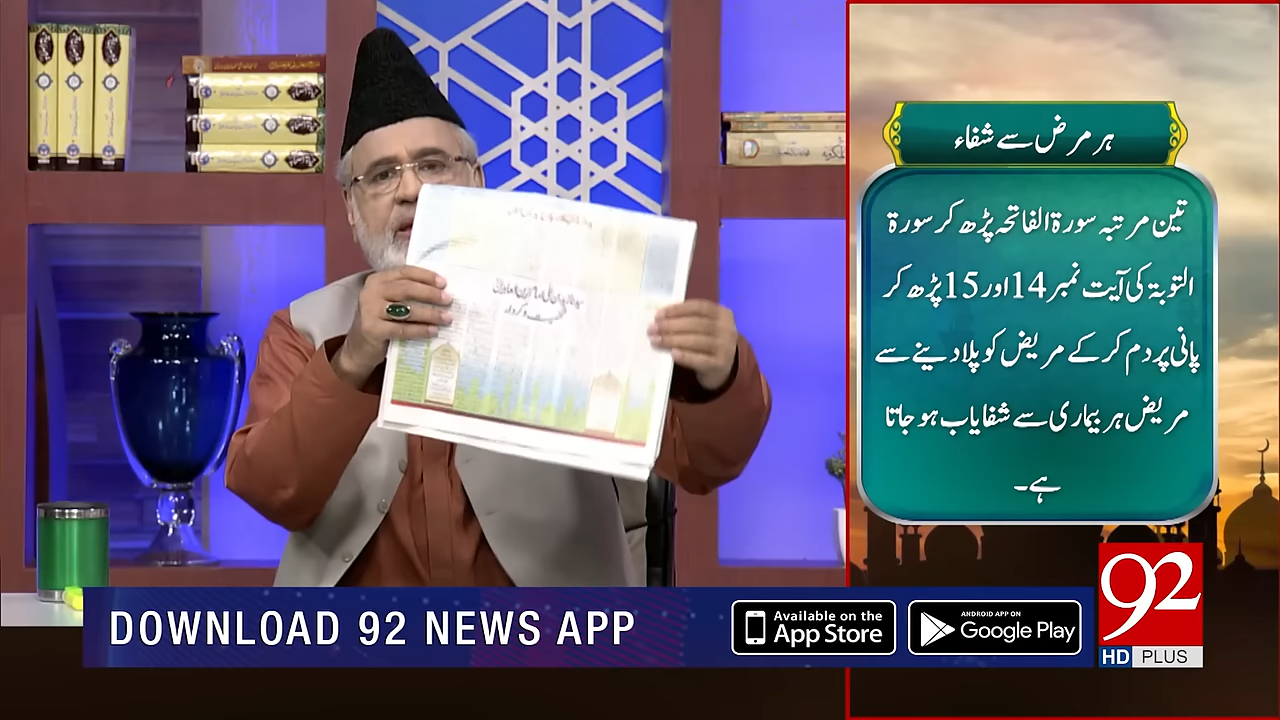 ہر مرض سے شفاء
تین مرتبہ سورۃ الفاتحہ پڑھ کر سورۃ
التوبۃ کی آیت نمبر 14 اور 15 پڑھ کر
پانی پر دم کر کے مریض کو پلا دینے سے
مریض ہر بیماری سے شفایاب ہو جاتا
ہے۔
DOWNLOAD 92 NEWS APP
Available on the
App Store
ANDROID APP ON
Google Play
92
HD PLUS